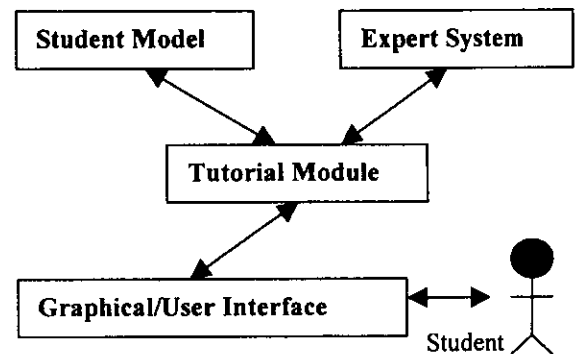 Student Model
Expert System
Tutorial Module
Graphical/User Interface
Student